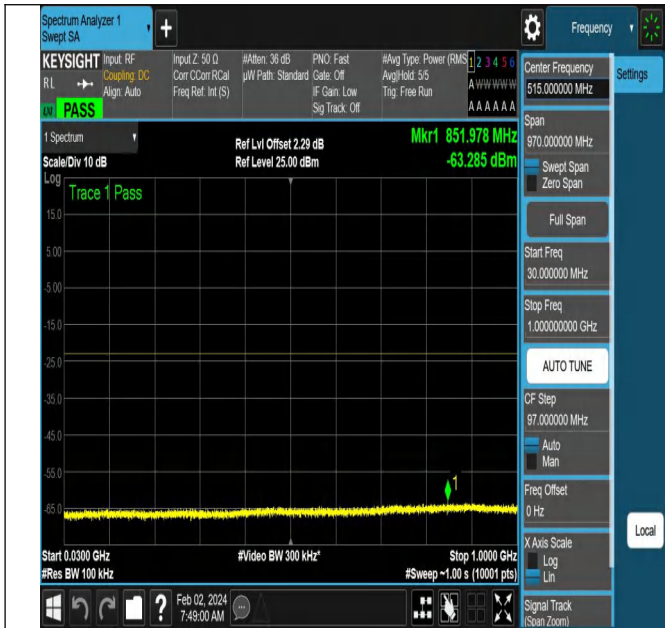 Spectrum Analyzer 1
Swept SA
+
Frequency
KEYSIGHT
RL
PASS
Input: RF
Coupling: DC
Align: Auto
Input Z: 50 Ω
Corr CCorr RCal
Freq Ref: Int (S)
#Atten: 36 dB
µW Path: Standard
PNO: Fast
Gate: Off
IF Gain: Low
Sig Track: Off
#Avg Type: Power (RMS
Avg|Hold: 5/5
Trig: Free Run
1 2 3 4 5 6
A W W W W W
A A A A A A
1 Spectrum
Scale/Div 10 dB
Log
Ref Lvl Offset 2.29 dB
Ref Level 25.00 dBm
Mkr1 851.978 MHz
-63.285 dBm
Trace 1 Pass
15.0
5.00
-5.00
-15.0
-25.0
-35.0
-45.0
-55.0
-65.0
1
Start 0.0300 GHz
#Res BW 100 kHz
#Video BW 300 kHz*
Stop 1.0000 GHz
#Sweep ~1.00 s (10001 pts)
?
Feb 02, 2024
7:49:00 AM
Center Frequency
515.000000 MHz
Span
970.000000 MHz
Swept Span
Zero Span
Full Span
Start Freq
30.000000 MHz
Stop Freq
1.000000000 GHz
AUTO TUNE
CF Step
97.000000 MHz
Auto
Man
Freq Offset
0 Hz
X Axis Scale
Log
Lin
Signal Track
(Span Zoom)
Settings
Local